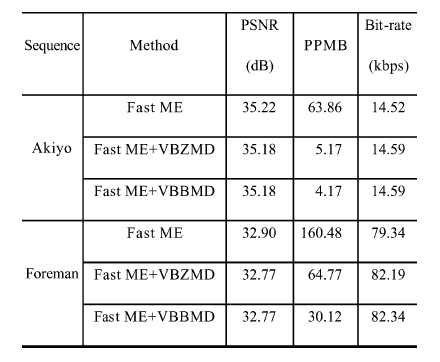 Sequence Method PSNR (dB) PPMB Bit-rate (kbps)
Akiyo Fast ME 35.22 63.86 14.52
Fast ME+VBZMD 35.18 5.17 14.59
Fast ME+VBBMD 35.18 4.17 14.59
Foreman Fast ME 32.90 160.48 79.34
Fast ME+VBZMD 32.77 64.77 82.19
Fast ME+VBBMD 32.77 30.12 82.34